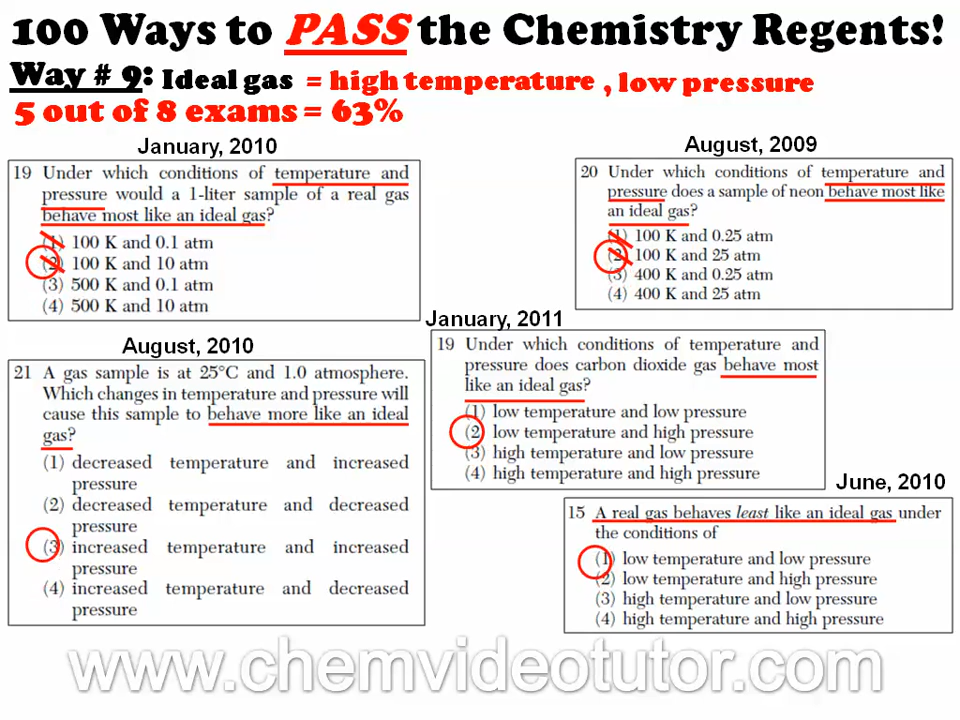 100 Ways to PASS the Chemistry Regents!
Way # 9: Ideal gas = high temperature , low pressure
5 out of 8 exams = 63%
January, 2010
19 Under which conditions of temperature and
pressure would a 1-liter sample of a real gas
behave most like an ideal gas?
(1) 100 K and 0.1 atm
(2) 100 K and 10 atm
(3) 500 K and 0.1 atm
(4) 500 K and 10 atm
August, 2009
20 Under which conditions of temperature and
pressure does a sample of neon behave most like
an ideal gas?
(1) 100 K and 0.25 atm
(2) 100 K and 25 atm
(3) 400 K and 0.25 atm
(4) 400 K and 25 atm
August, 2010
21 A gas sample is at 25°C and 1.0 atmosphere.
Which changes in temperature and pressure will
cause this sample to behave more like an ideal
gas?
(1) decreased temperature and increased
pressure
(2) decreased temperature and decreased
pressure
(3) increased temperature and increased
pressure
(4) increased temperature and decreased
pressure
January, 2011
19 Under which conditions of temperature and
pressure does carbon dioxide gas behave most
like an ideal gas?
(1) low temperature and low pressure
(2) low temperature and high pressure
(3) high temperature and low pressure
(4) high temperature and high pressure
June, 2010
15 A real gas behaves least like an ideal gas under
the conditions of
(1) low temperature and low pressure
(2) low temperature and high pressure
(3) high temperature and low pressure
(4) high temperature and high pressure
www.chemvideotutor.com